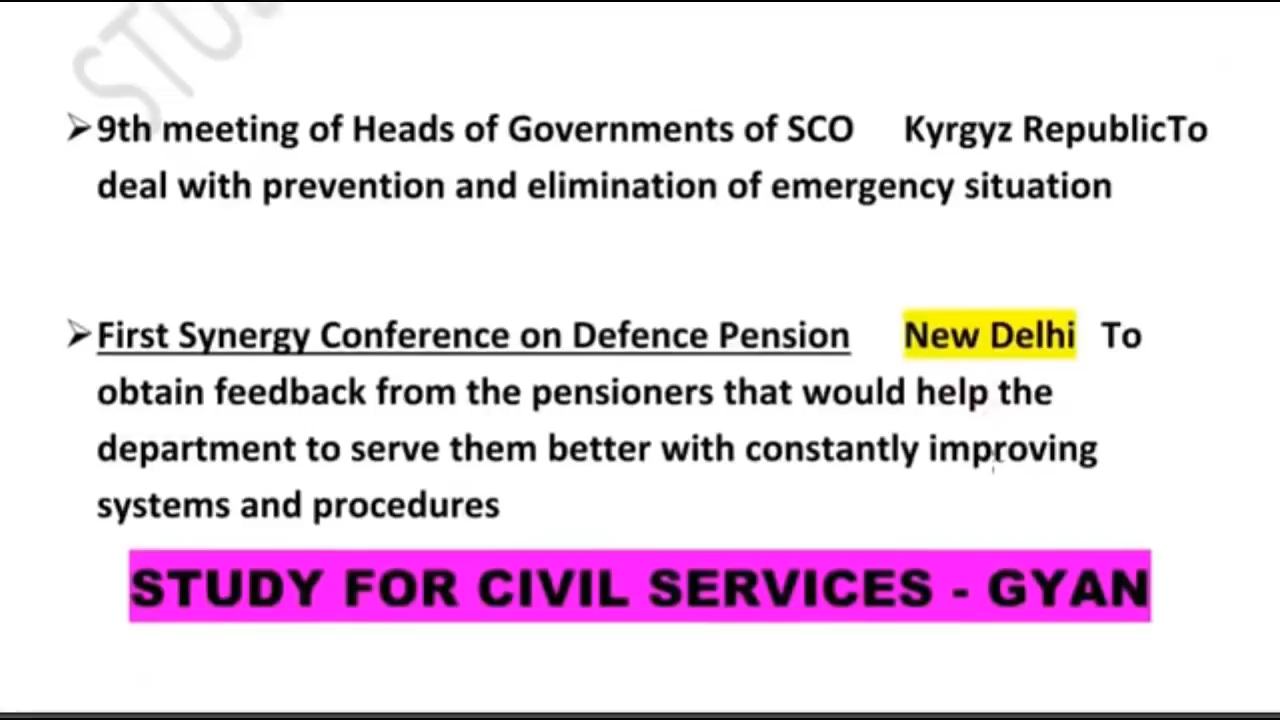 STU
➢9th meeting of Heads of Governments of SCO Kyrgyz RepublicTo
deal with prevention and elimination of emergency situation
➢First Synergy Conference on Defence Pension New Delhi To
obtain feedback from the pensioners that would help the
department to serve them better with constantly improving
systems and procedures
STUDY FOR CIVIL SERVICES - GYAN